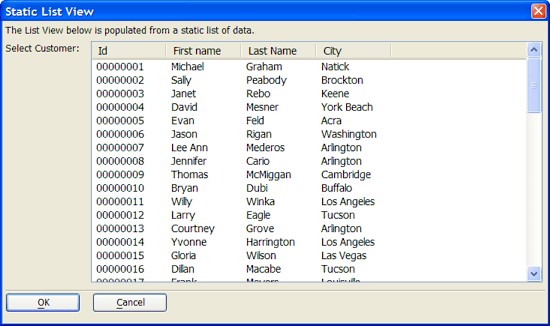 Static List View
The List View below is populated from a static list of data.
Select Customer:
Id First name Last Name City
00000001 Michael Graham Natick
00000002 Sally Peabody Brockton
00000003 Janet Rebo Keene
00000004 David Mesner York Beach
00000005 Evan Feld Acra
00000006 Jason Rigan Washington
00000007 Lee Ann Mederos Arlington
00000008 Jennifer Cario Arlington
00000009 Thomas McMiggan Cambridge
00000010 Bryan Dubi Buffalo
00000011 Willy Winka Los Angeles
00000012 Larry Eagle Tucson
00000013 Courtney Grove Arlington
00000014 Yvonne Harrington Los Angeles
00000015 Gloria Wilson Las Vegas
00000016 Dillan Macabe Tucson
00000017 Frank Meyers Louisville
OK Cancel